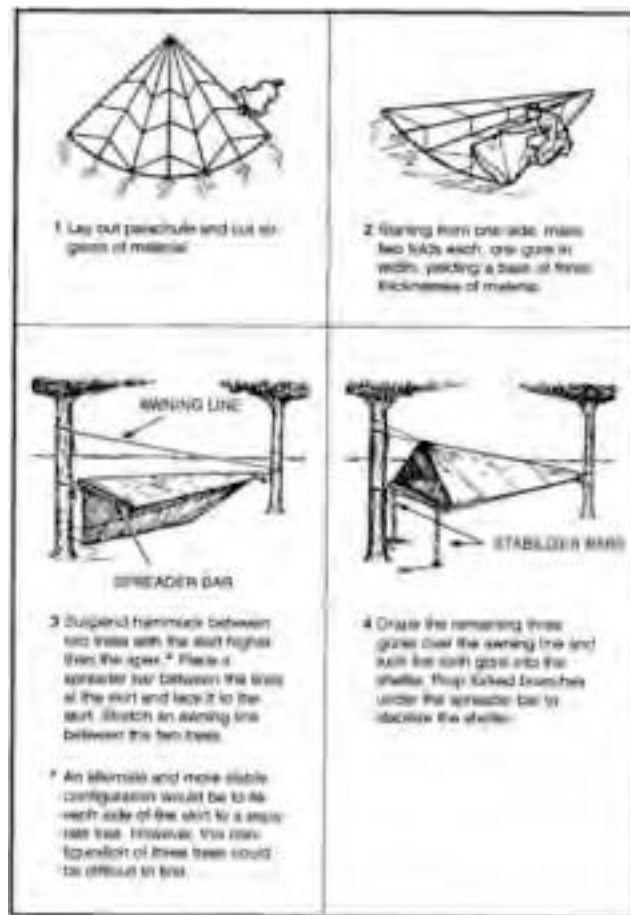 1 Lay out parachute and cut six
gores of material.
2 Starting from one side, make
two folds each, one gore in
width, yielding a base of three
thicknesses of material.
AWNING LINE
SPREADER BAR
STABILIZER BARS
3 Suspend hammock between
two trees with the skirt higher
than the apex. * Place a
spreader bar between the lines
at the skirt and lace it to the
skirt. Stretch an awning line
between the two trees.
4 Drape the remaining three
gores over the awning line and
tuck the sixth gore into the
shelter. Prop forked branches
under the spreader bar to
stabilize the shelter.
* An alternate and more stable
configuration would be to tie
each side of the skirt to a sepa-
rate tree. However, this con-
figuration of three trees could
be difficult to find.